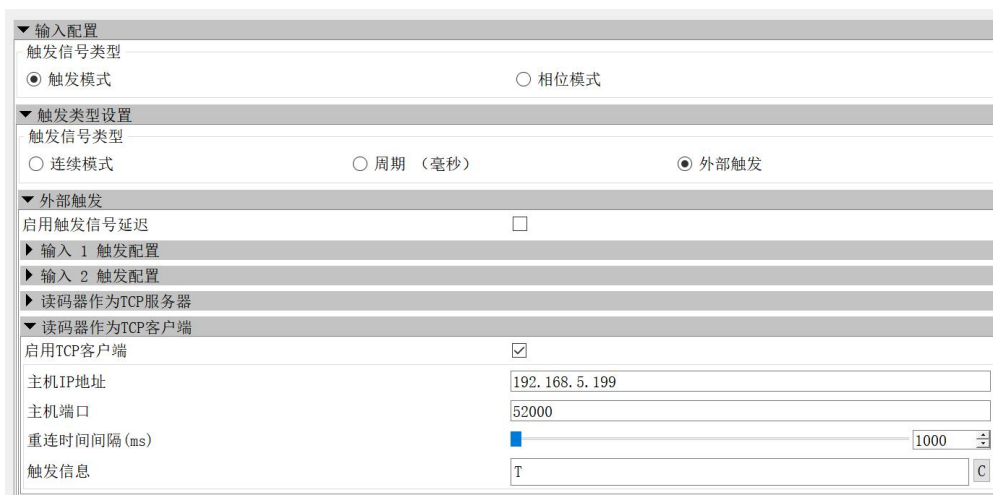 输入配置
触发信号类型
触发模式 相位模式
触发类型设置
触发信号类型
连续模式 周期 (毫秒) 外部触发
外部触发
启用触发信号延迟
输入 1 触发配置
输入 2 触发配置
读码器作为TCP服务器
读码器作为TCP客户端
启用TCP客户端
主机IP地址 192.168.5.199
主机端口 52000
重连时间间隔(ms) 1000
触发信息 T C